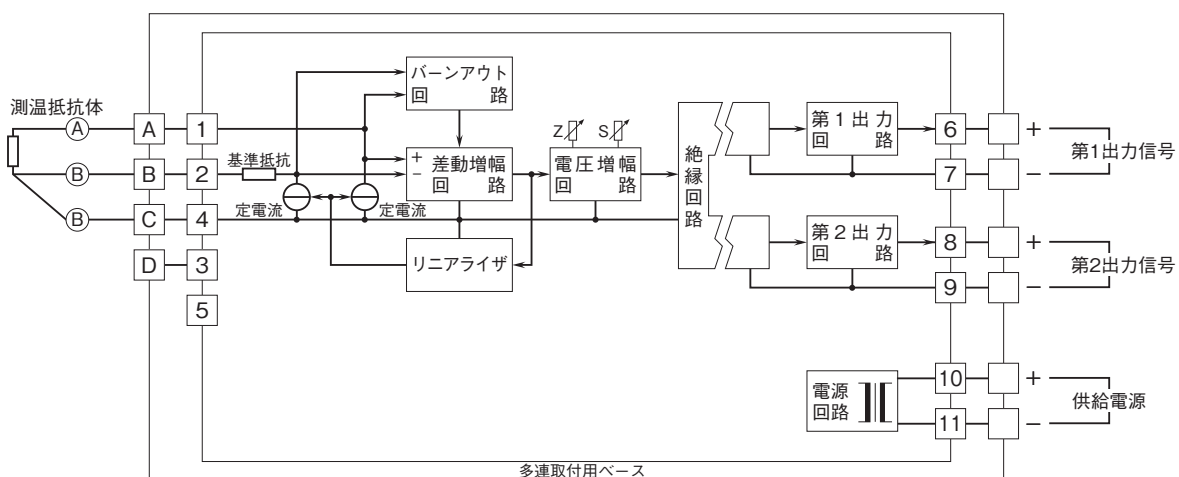 測温抵抗体
A
B
B
A
B
C
D
1
2
4
3
5
基準抵抗
定電流
定電流
バーンアウト
回 路
+
−
差動増幅
回 路
リニアライザ
Z
S
電圧増幅
回 路
絶縁回路
第1出力
回 路
第2出力
回 路
電源
回路
6
7
8
9
10
11
+
第1出力信号
−
+
第2出力信号
−
+
供給電源
−
多連取付用ベース